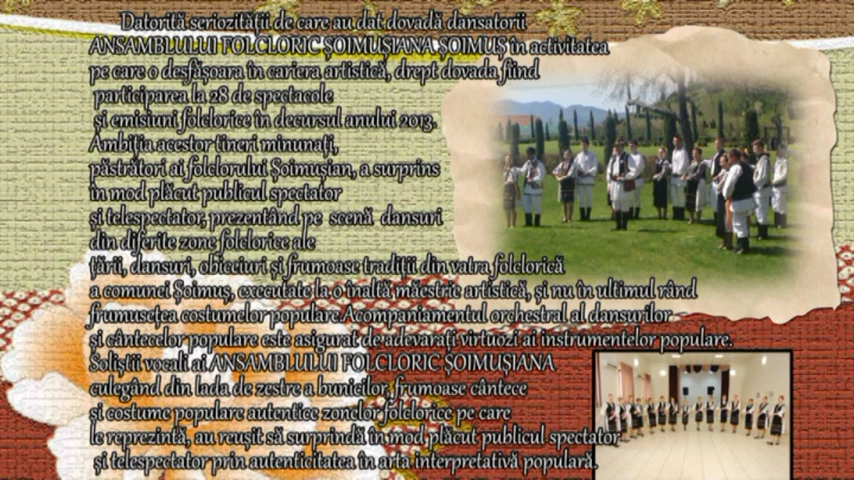 Datorită seriozității de care au dat dovadă dansatorii
ANSAMBLULUI FOLCLORIC ȘOIMUȘIANA ȘOIMUȘ în activitatea
pe care o desfășoara în cariera artistică, drept dovada fiind
participarea la 28 de spectacole
și emisiuni folclorice în decursul anului 2013.
Ambiția acestor tineri minunați,
păstrători ai folclorului Șoimușian, a surprins
în mod plăcut publicul spectator
și telespectator, prezentând pe scenă dansuri
din diferite zone folclorice ale
țării, dansuri, obiceiuri și frumoase tradiții din vatra folclorică
a comunei Șoimuș, executate la o înaltă măestrie artistică, și nu în ultimul rând
frumusețea costumelor populare.Acompaniamentul orchestral al dansurilor
și cântecelor populare este asigurat de adevarați virtuozi ai instrumentelor populare.
Soliștii vocali ai ANSAMBLULUI FOLCLORIC ȘOIMUȘIANA
culegând din lada de zestre a bunicilor, frumoase cântece
si costume populare autentice zonelor folclorice pe care
le reprezintă, au reușit să surprindă în mod plăcut publicul spectator
și telespectator prin autenticitatea în arta interpretativă populară.